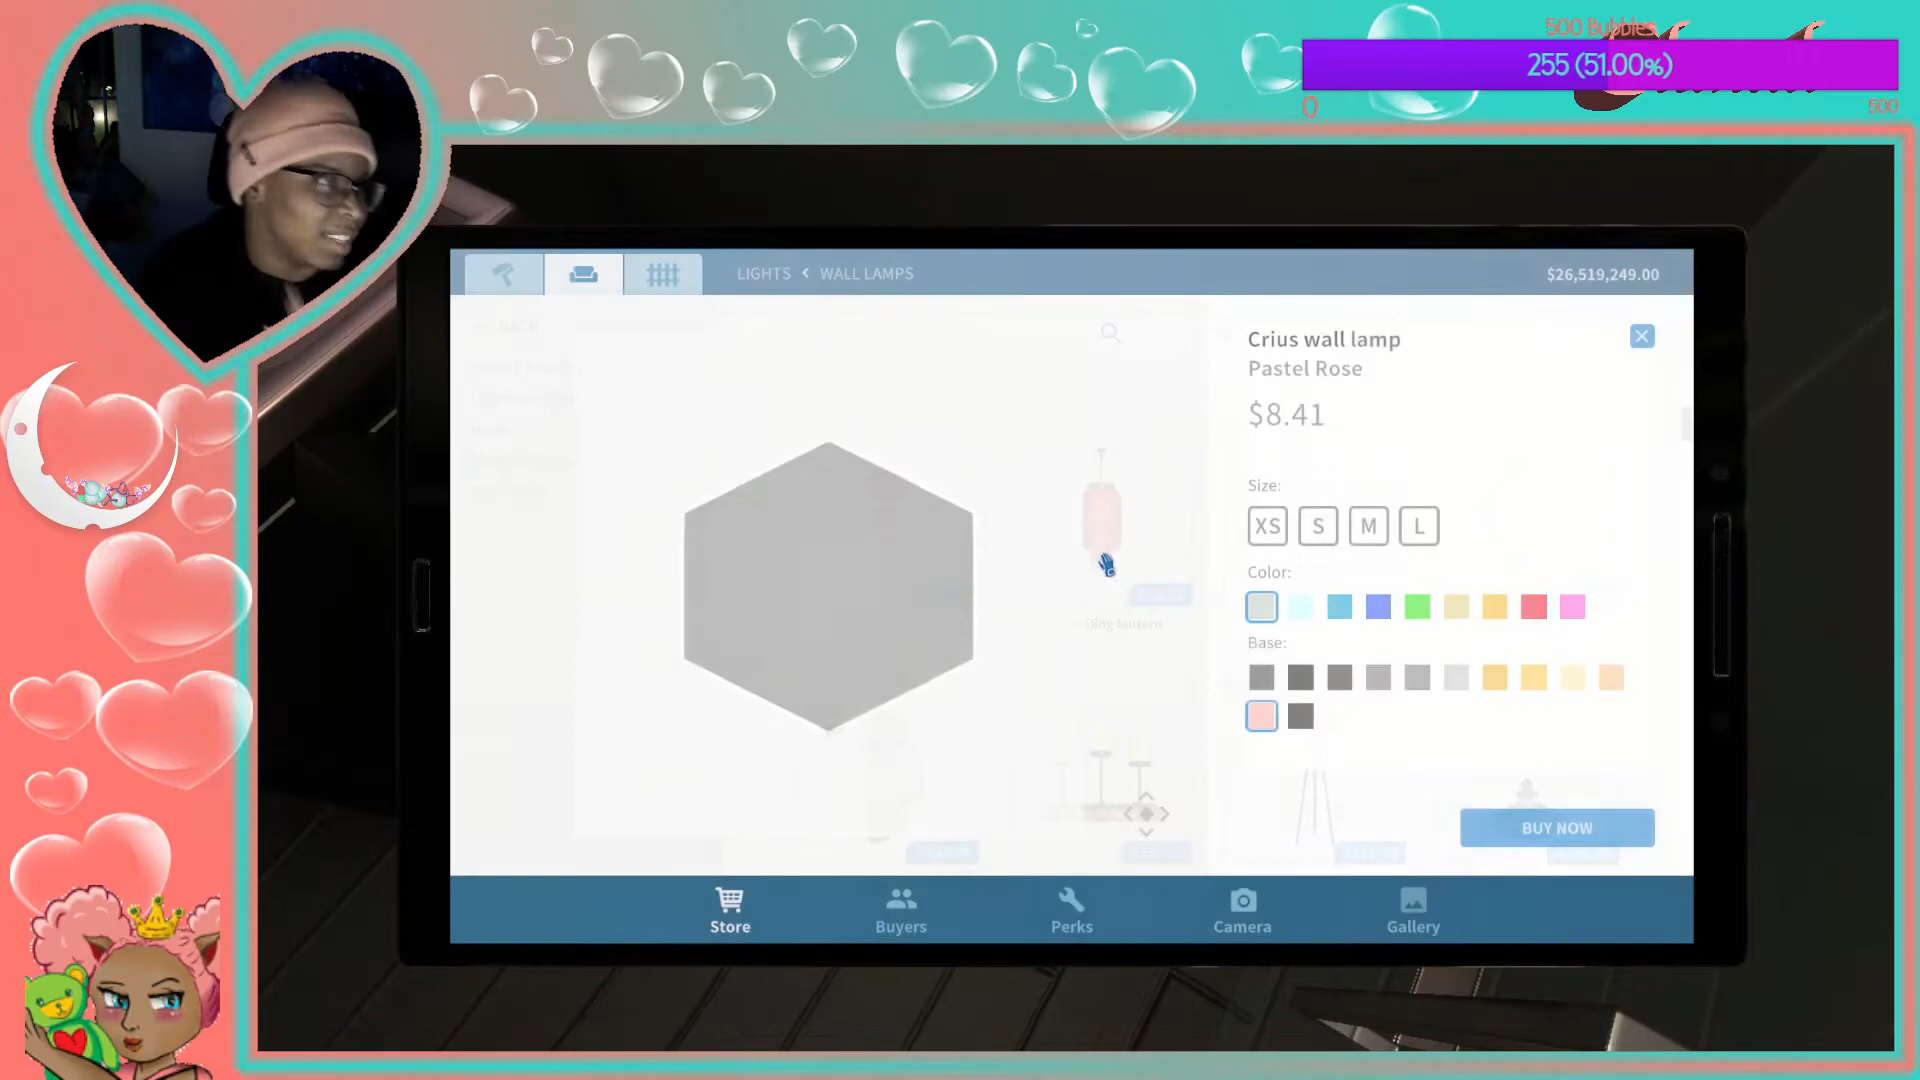 500 Bubbles
255 (51.00%)
0
500
LIGHTS < WALL LAMPS
$26,519,249.00
BACK
Crius wall lamp
Pastel Rose
$8.41
Size:
XS S M L
Color:
Base:
BUY NOW
Store
Buyers
Perks
Camera
Gallery